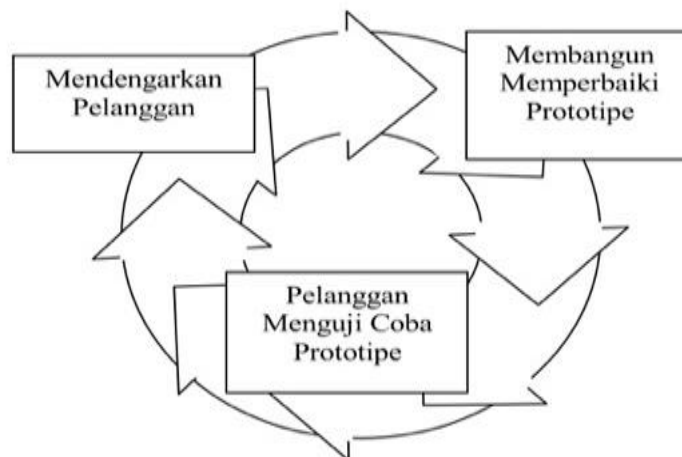 Mendengarkan
Pelanggan
Membangun
Memperbaiki
Prototipe
Pelanggan
Menguji Coba
Prototipe